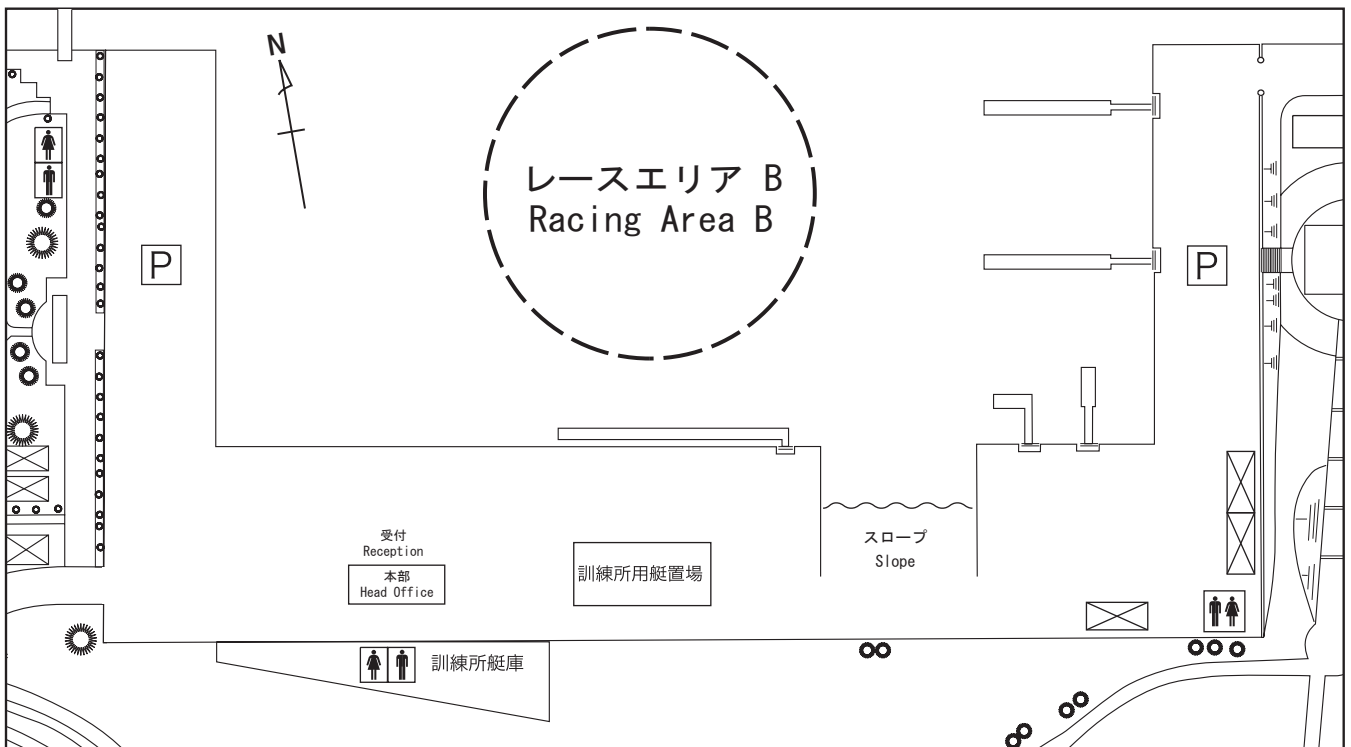 N
レースエリア B
Racing Area B
P
P
受付
Reception
本部
Head Office
訓練所用艇置場
スロープ
Slope
訓練所艇庫